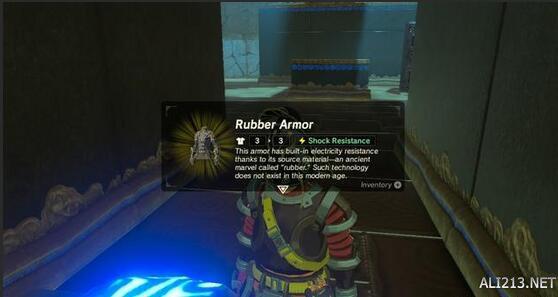 Rubber Armor
3 › 3 Shock Resistance
This armor has built-in electricity resistance
thanks to its source material—an ancient
marvel called "rubber." Such technology
does not exist in this modern age.
Inventory
ALI213.NET